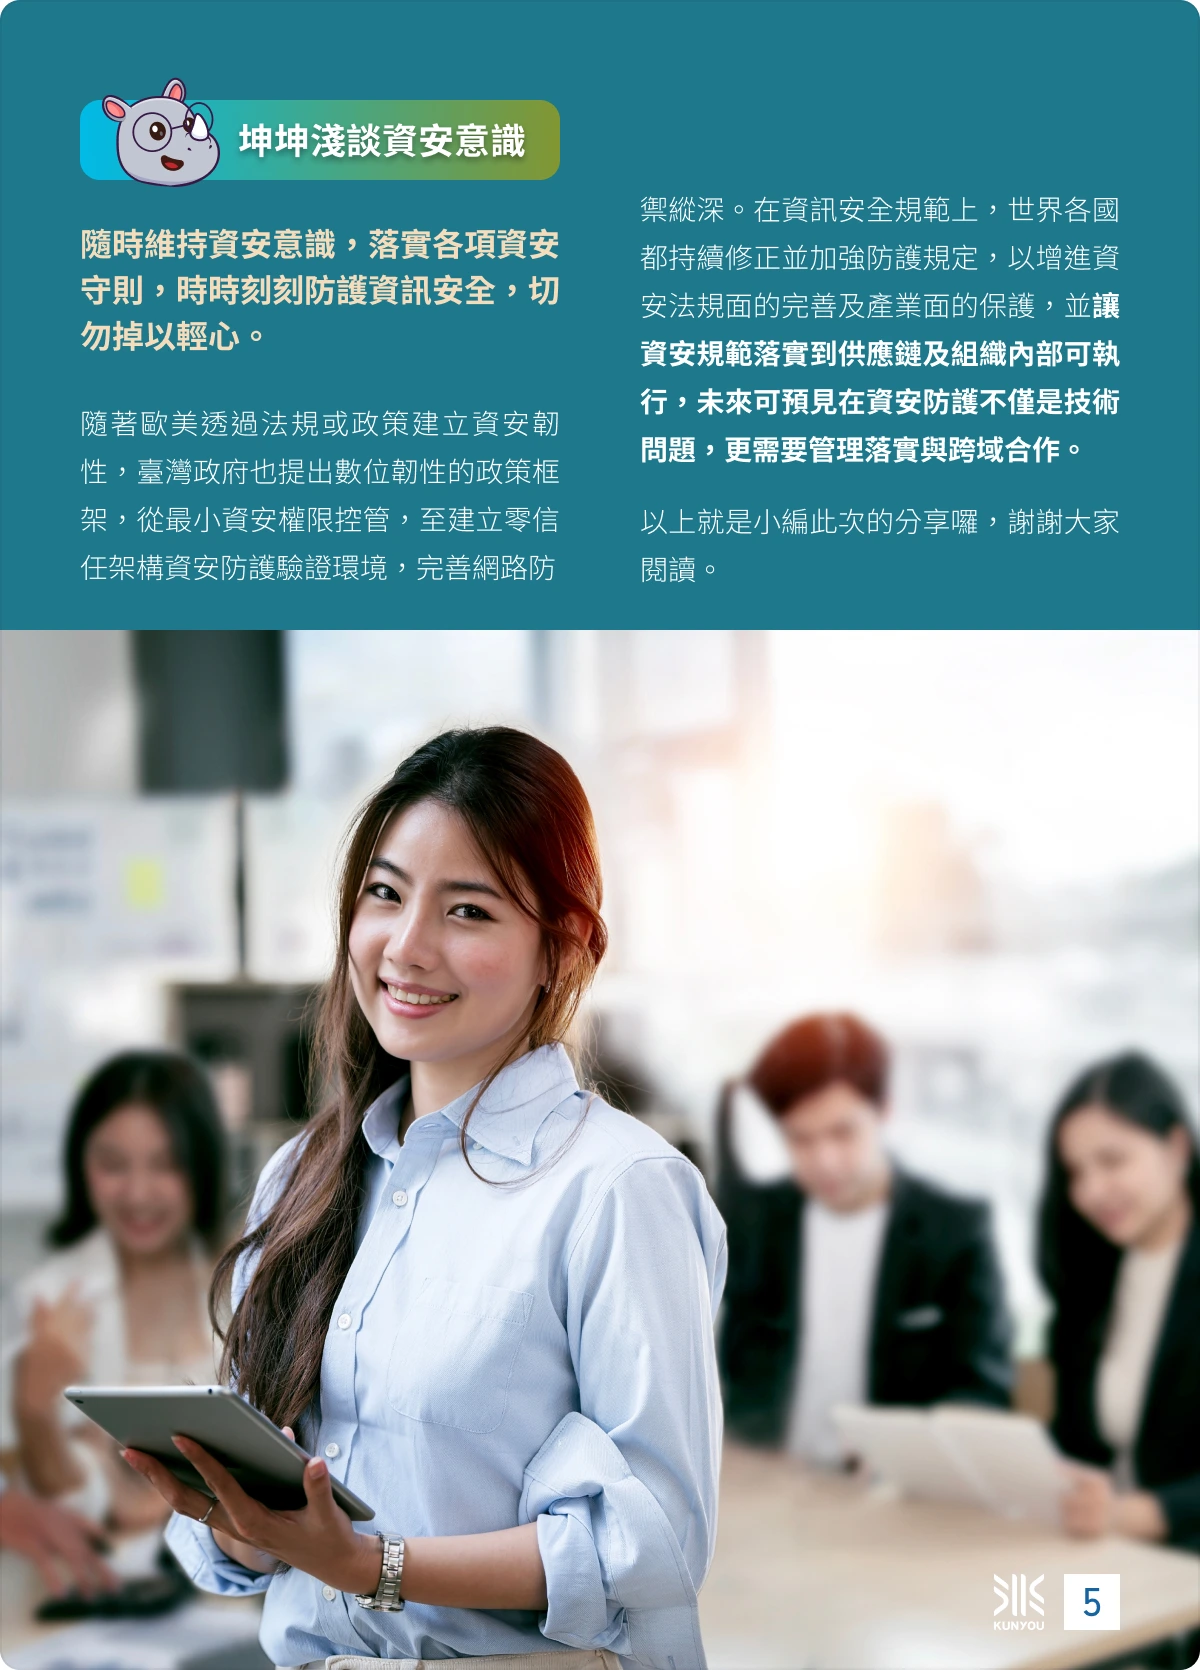 坤坤淺談資安意識
隨時維持資安意識，落實各項資安
守則，時時刻刻防護資訊安全，切
勿掉以輕心。
隨著歐美透過法規或政策建立資安韌
性，臺灣政府也提出數位韌性的政策框
架，從最小資安權限控管，至建立零信
任架構資安防護驗證環境，完善網路防
禦縱深。在資訊安全規範上，世界各國
都持續修正並加強防護規定，以增進資
安法規面的完善及產業面的保護，並讓
資安規範落實到供應鏈及組織內部可執
行，未來可預見在資安防護不僅是技術
問題，更需要管理落實與跨域合作。
以上就是小編此次的分享囉，謝謝大家
閱讀。
KUNYOU
5